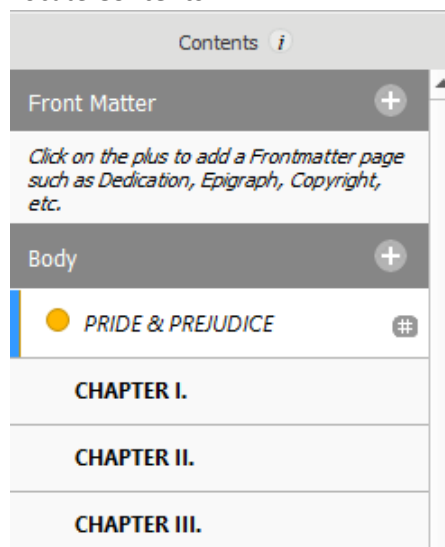 Contents i
Front Matter
Click on the plus to add a Frontmatter page
such as Dedication, Epigraph, Copyright,
etc.
Body
PRIDE & PREJUDICE #
CHAPTER I.
CHAPTER II.
CHAPTER III.